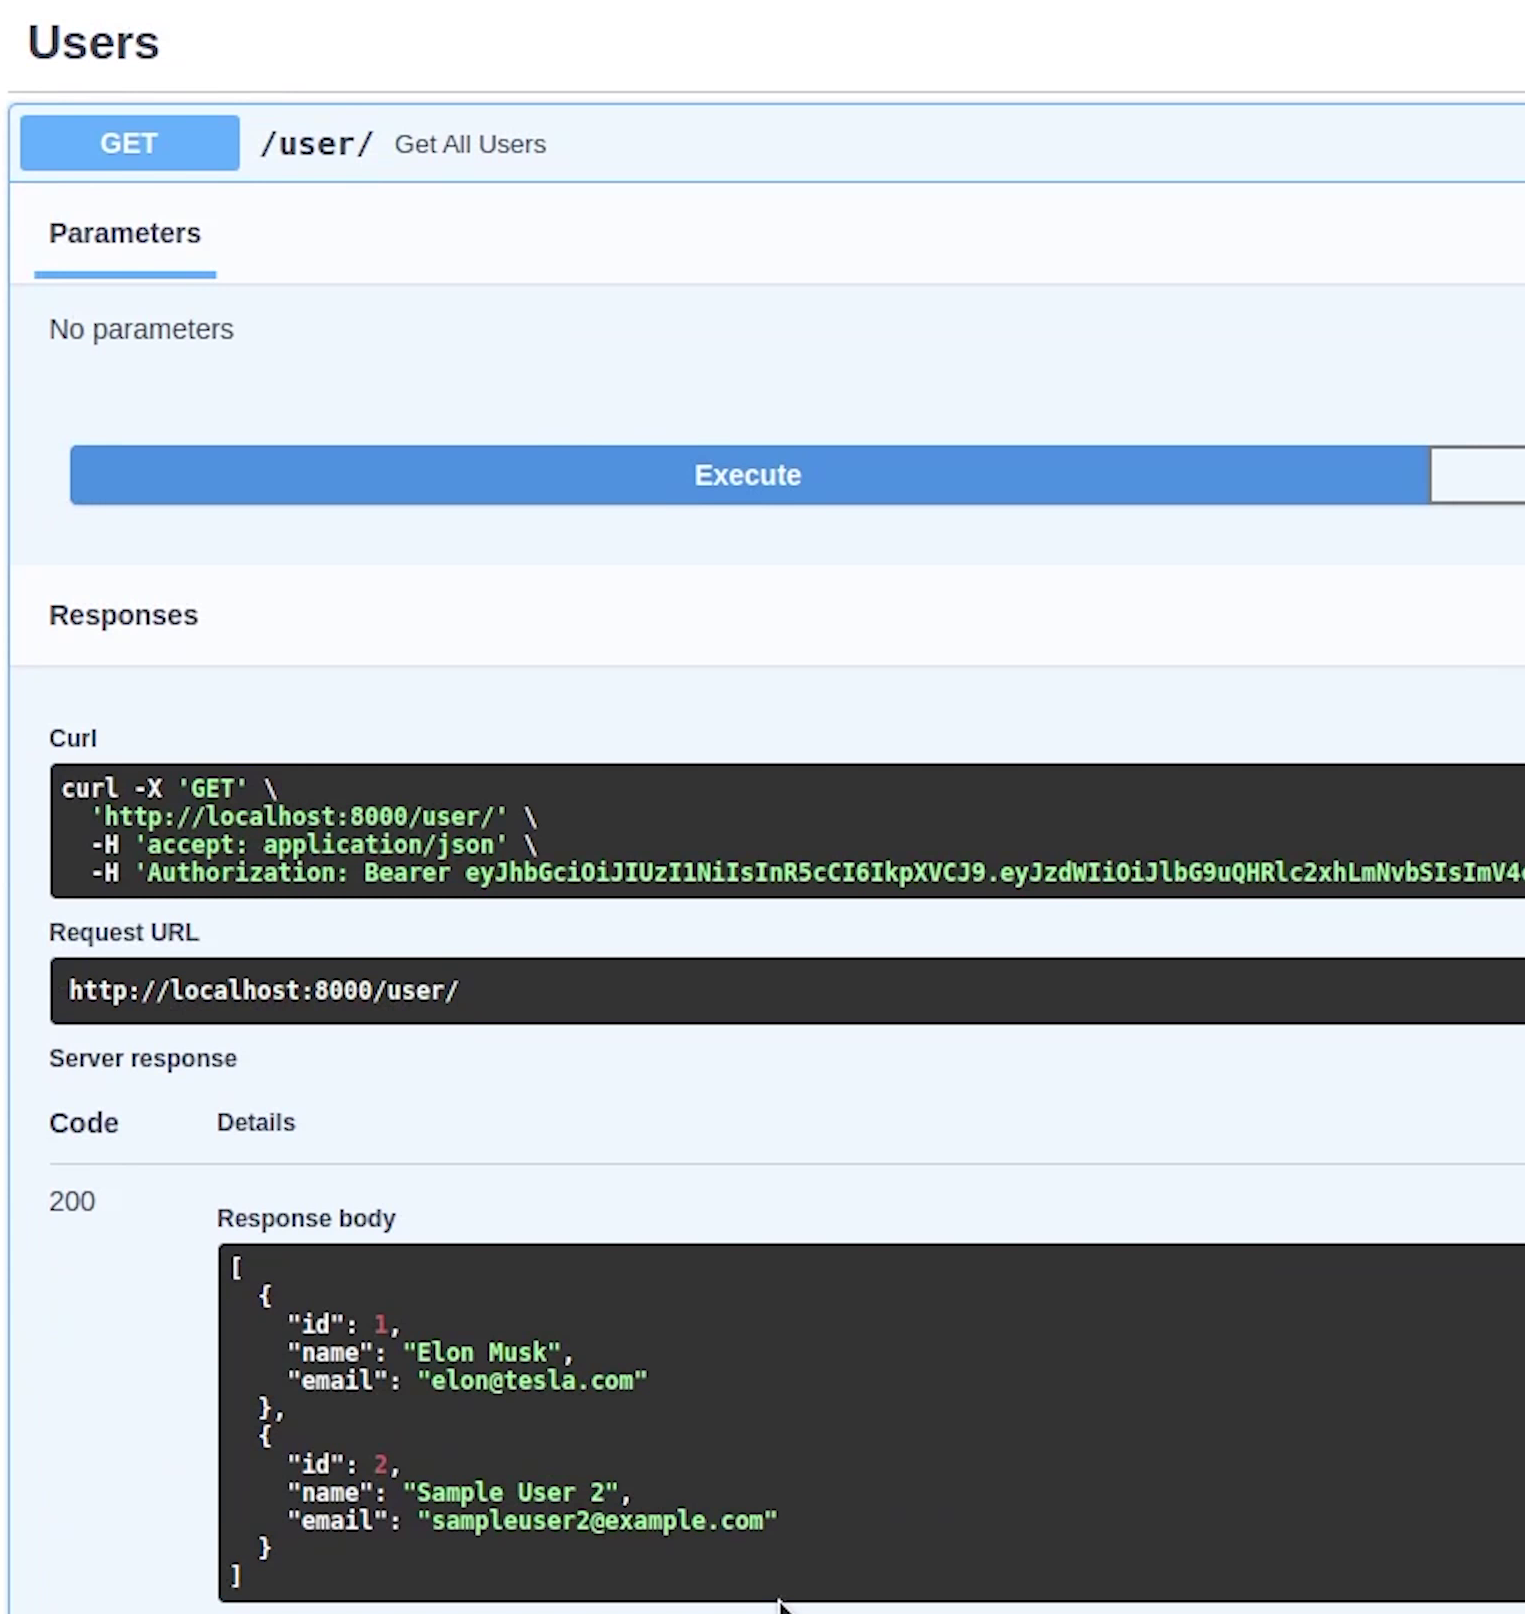 Users
GET /user/ Get All Users
Parameters
No parameters
Execute
Responses
Curl
curl -X 'GET' \
  'http://localhost:8000/user/' \
  -H 'accept: application/json' \
  -H 'Authorization: Bearer eyJhbGciOiJIUzI1NiIsInR5cCI6IkpXVCJ9.eyJzdWIiOiJlbG9uQHRlc2xhLmNvbSIsImV4
Request URL
http://localhost:8000/user/
Server response
Code Details
200
Response body
[
  {
    "id": 1,
    "name": "Elon Musk",
    "email": "elon@tesla.com"
  },
  {
    "id": 2,
    "name": "Sample User 2",
    "email": "sampleuser2@example.com"
  }
]